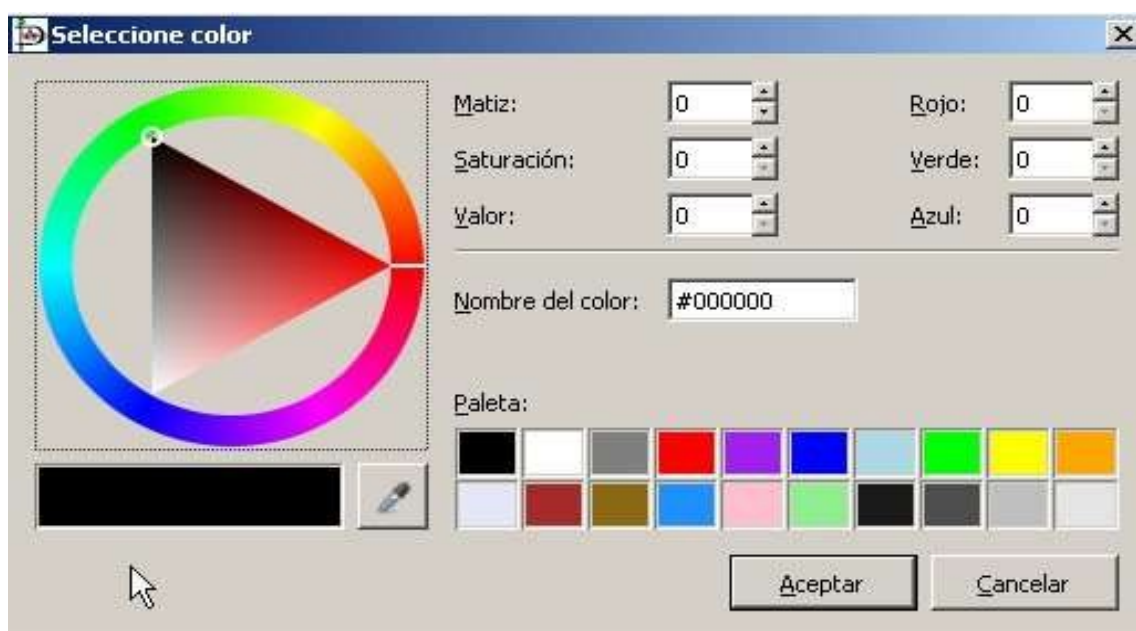 Seleccione color
Matiz: 0 Rojo: 0
Saturación: 0 Verde: 0
Valor: 0 Azul: 0
Nombre del color: #000000
Paleta:
Aceptar Cancelar